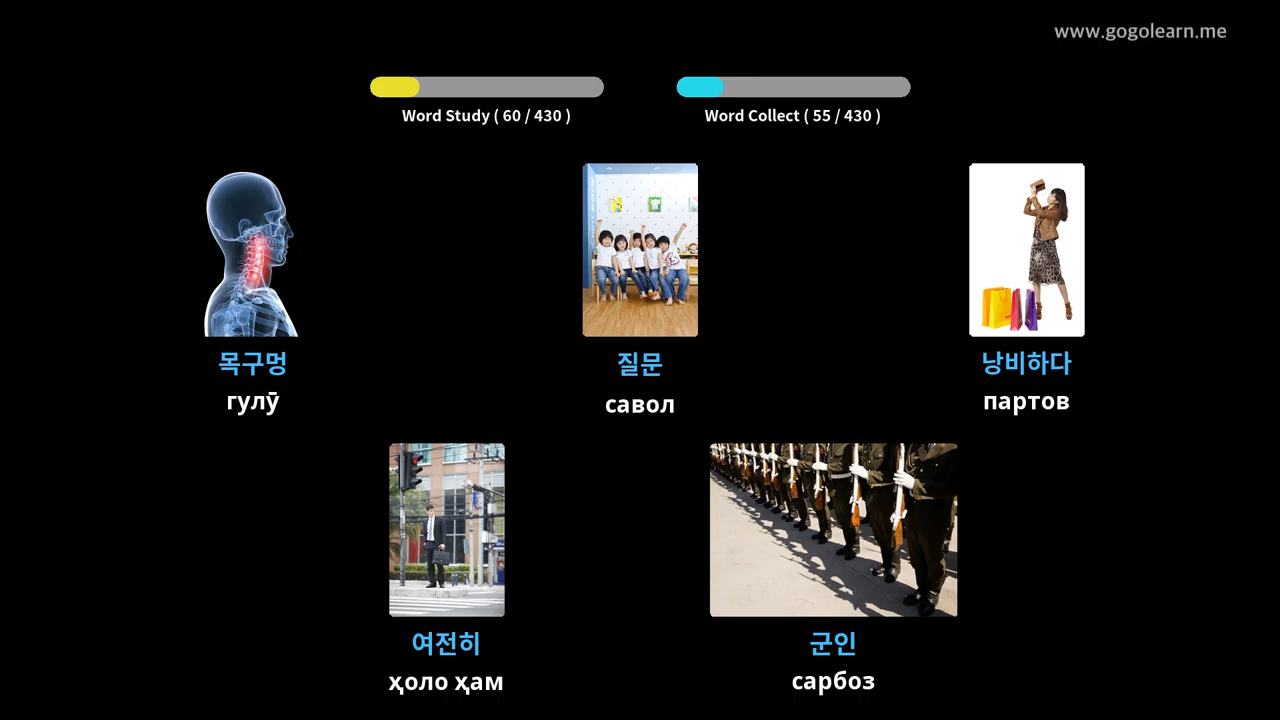 www.gogolearn.me
Word Study ( 60 / 430 )
Word Collect ( 55 / 430 )
목구멍
гулӯ
질문
савол
낭비하다
партов
여전히
ҳоло ҳам
군인
сарбоз